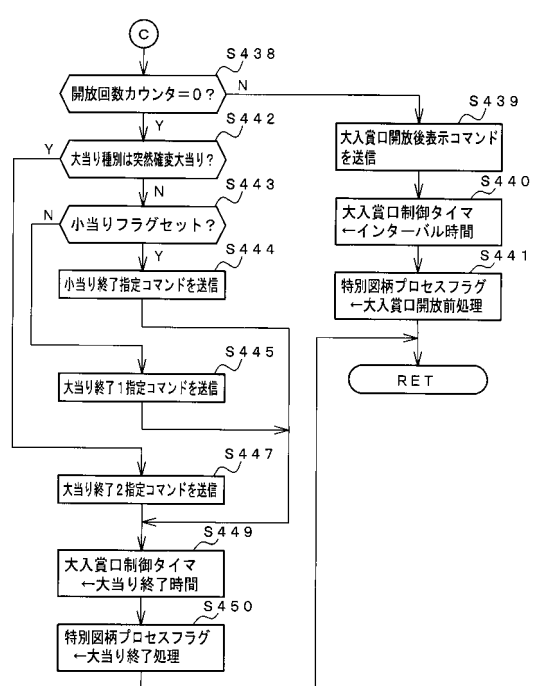 C
S438
開放回数カウンタ=0?
N
Y
S442
大当り種別は突然確変大当り?
Y
N
S443
小当りフラグセット?
N
Y
S444
小当り終了指定コマンドを送信
S445
大当り終了1指定コマンドを送信
S447
大当り終了2指定コマンドを送信
S449
大入賞口制御タイマ
←大当り終了時間
S450
特別図柄プロセスフラグ
←大当り終了処理
S439
大入賞口開放後表示コマンド
を送信
S440
大入賞口制御タイマ
←インターバル時間
S441
特別図柄プロセスフラグ
←大入賞口開放前処理
RET